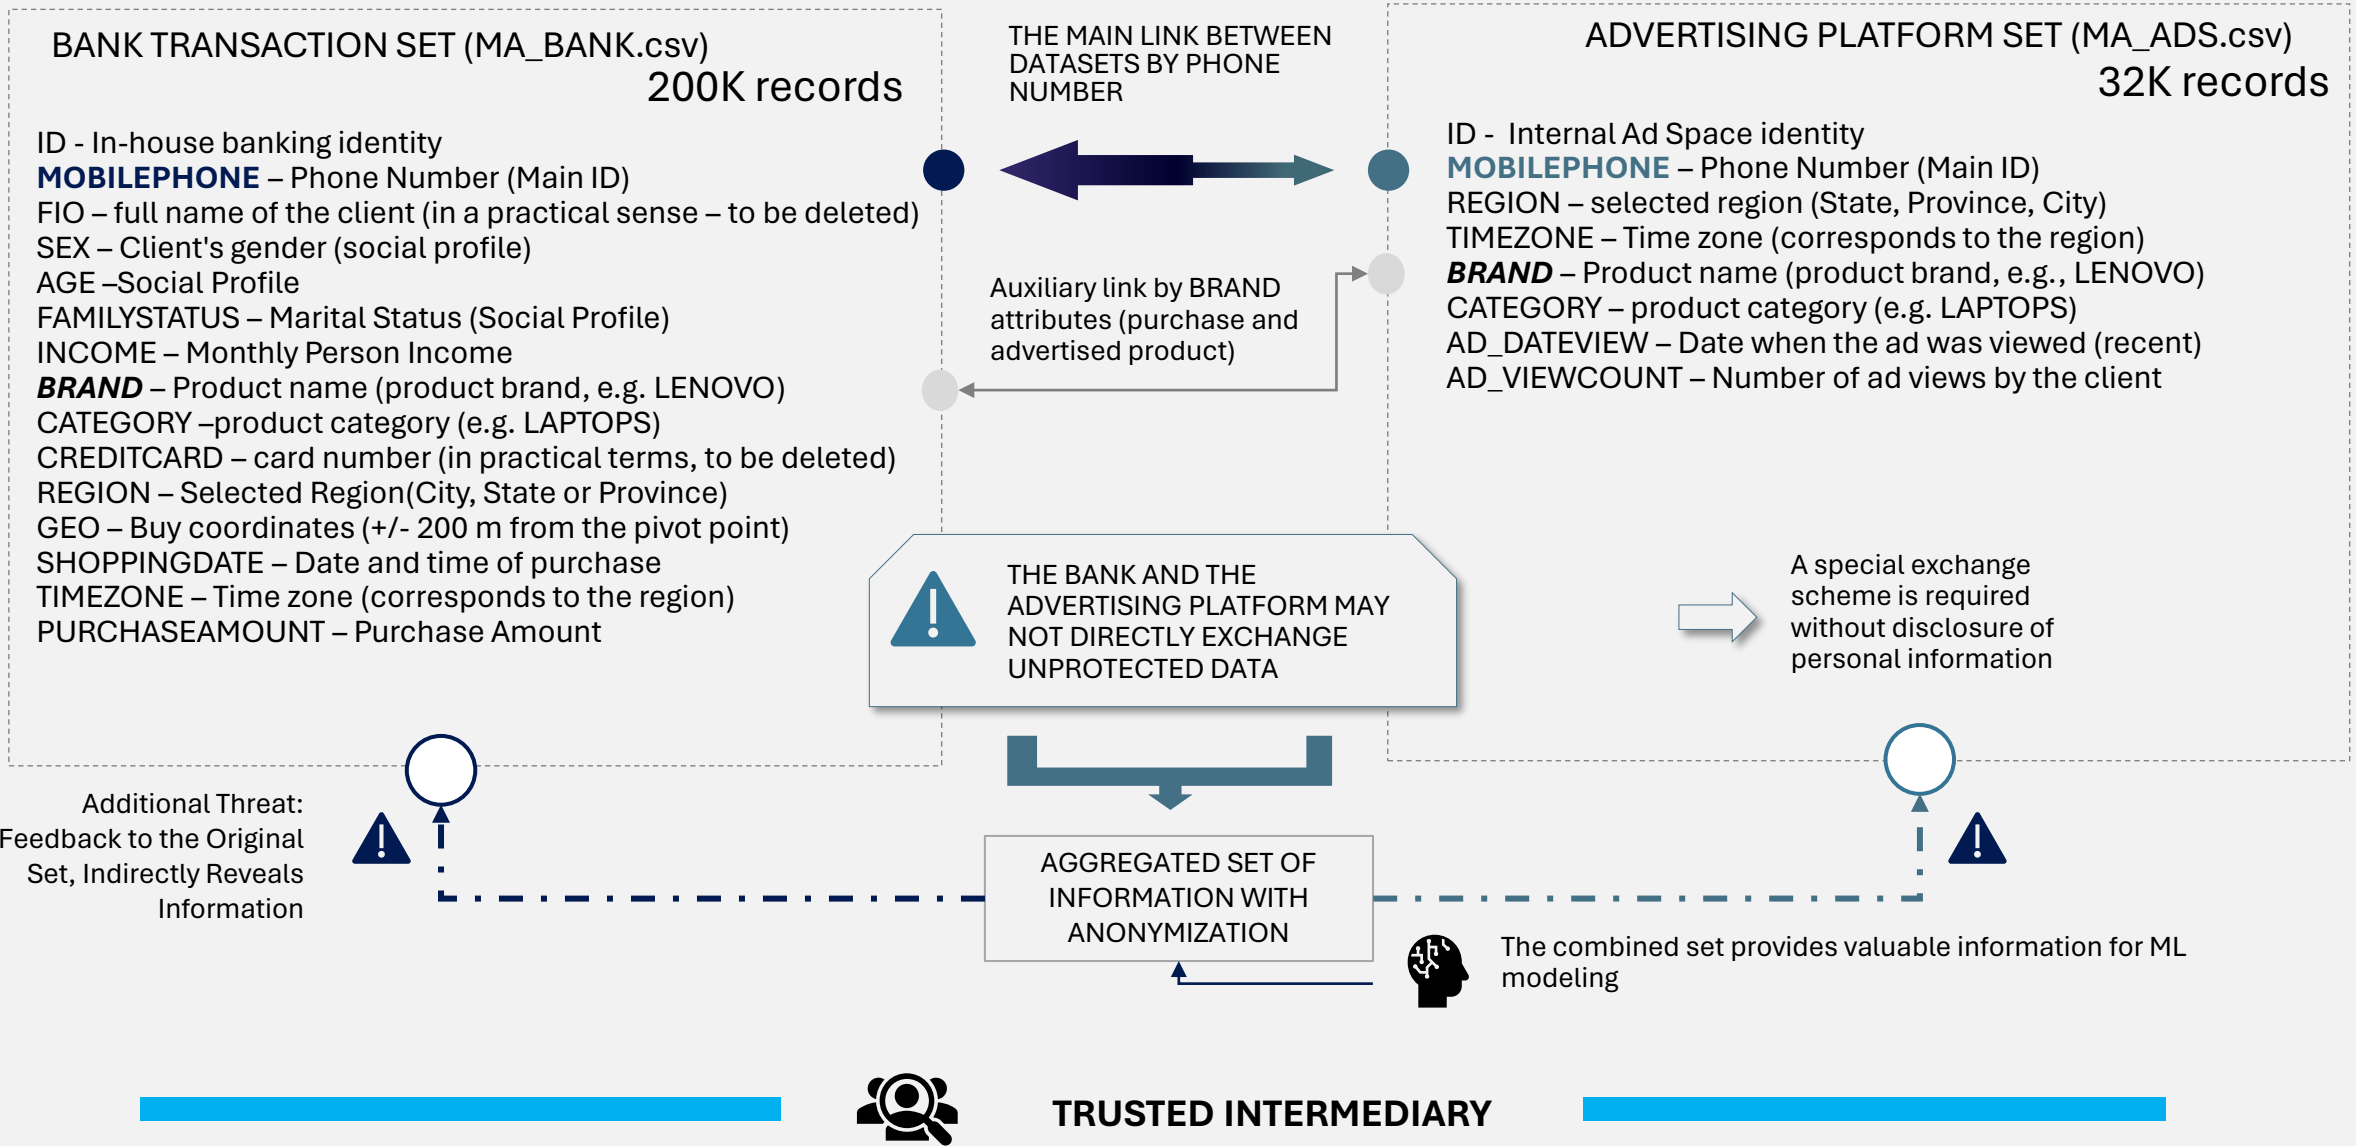 BANK TRANSACTION SET (MA_BANK.csv)
200K records
ID - In-house banking identity
MOBILEPHONE – Phone Number (Main ID)
FIO – full name of the client (in a practical sense – to be deleted)
SEX – Client's gender (social profile)
AGE –Social Profile
FAMILYSTATUS – Marital Status (Social Profile)
INCOME – Monthly Person Income
BRAND – Product name (product brand, e.g. LENOVO)
CATEGORY –product category (e.g. LAPTOPS)
CREDITCARD – card number (in practical terms, to be deleted)
REGION – Selected Region(City, State or Province)
GEO – Buy coordinates (+/- 200 m from the pivot point)
SHOPPINGDATE – Date and time of purchase
TIMEZONE – Time zone (corresponds to the region)
PURCHASEAMOUNT – Purchase Amount
THE MAIN LINK BETWEEN
DATASETS BY PHONE
NUMBER
Auxiliary link by BRAND
attributes (purchase and
advertised product)
ADVERTISING PLATFORM SET (MA_ADS.csv)
32K records
ID -  Internal Ad Space identity
MOBILEPHONE – Phone Number (Main ID)
REGION – selected region (State, Province, City)
TIMEZONE – Time zone (corresponds to the region)
BRAND – Product name (product brand, e.g., LENOVO)
CATEGORY – product category (e.g. LAPTOPS)
AD_DATEVIEW – Date when the ad was viewed (recent)
AD_VIEWCOUNT – Number of ad views by the client
THE BANK AND THE
ADVERTISING PLATFORM MAY
NOT DIRECTLY EXCHANGE
UNPROTECTED DATA
A special exchange
scheme is required
without disclosure of
personal information
Additional Threat:
Feedback to the Original
Set, Indirectly Reveals
Information
AGGREGATED SET OF
INFORMATION WITH
ANONYMIZATION
The combined set provides valuable information for ML
modeling
TRUSTED INTERMEDIARY